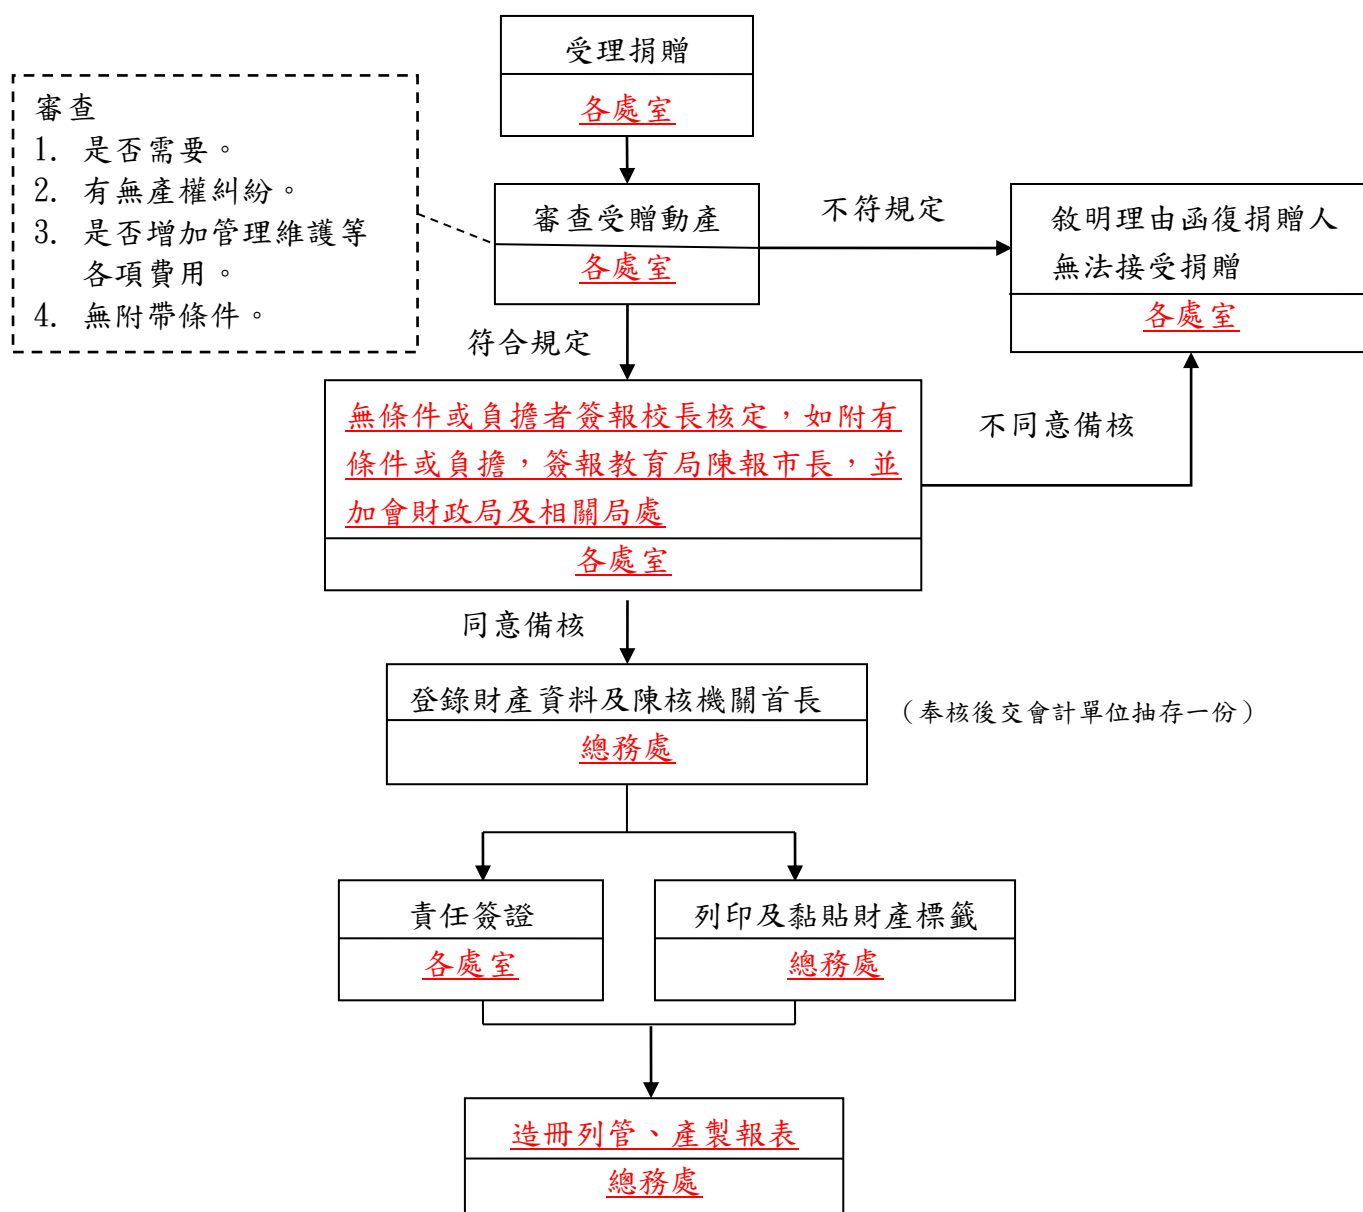 受理捐贈
各處室
審查
1. 是否需要。
2. 有無產權糾紛。
3. 是否增加管理維護等
各項費用。
4. 無附帶條件。
審查受贈動產
各處室
不符規定
敘明理由函復捐贈人
無法接受捐贈
各處室
符合規定
無條件或負擔者簽報校長核定，如附有
條件或負擔，簽報教育局陳報市長，並
加會財政局及相關局處
各處室
不同意備核
同意備核
登錄財產資料及陳核機關首長
總務處
（奉核後交會計單位抽存一份）
責任簽證
各處室
列印及黏貼財產標籤
總務處
造冊列管、產製報表
總務處